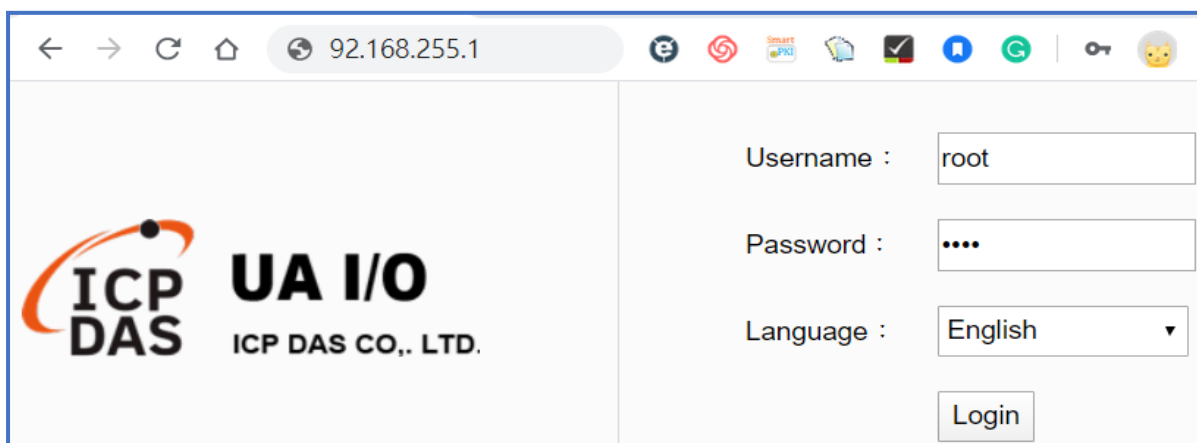 92.168.255.1
Smart
PKI
Username：
root
Password：
••••
Language：
English
Login
ICP
DAS
UA I/O
ICP DAS CO,. LTD.